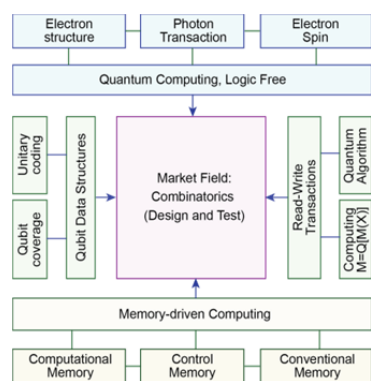 Electron
structure
Photon
Transaction
Electron
Spin
Quantum Computing, Logic Free
Unitary
coding
Qubit
coverage
Qubit Data Structures
Market Field:
Combinatorics
(Design and Test)
Read-Write
Transactions
Quantum
Algorithm
Computing
M=Q[M(X)]
Memory-driven Computing
Computational
Memory
Control
Memory
Conventional
Memory